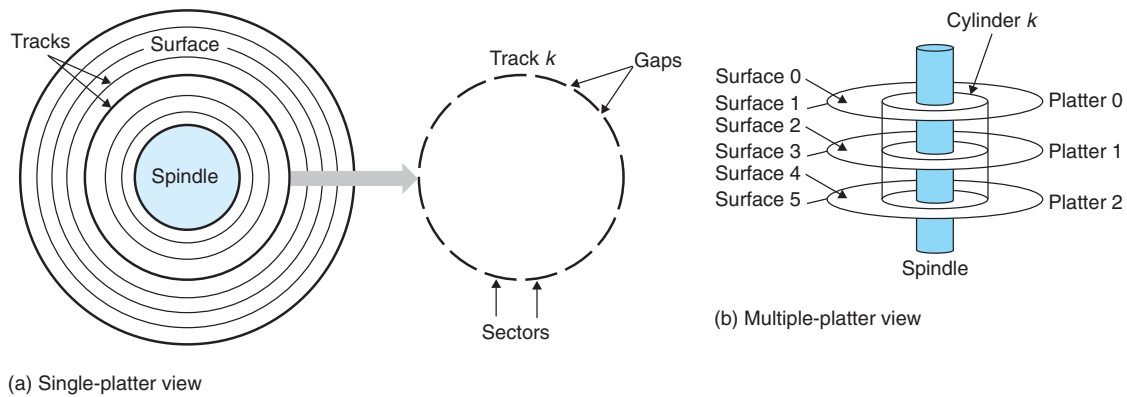 Tracks
Surface
Spindle
Track k
Gaps
Sectors
(a) Single-platter view
Cylinder k
Surface 0
Surface 1
Surface 2
Surface 3
Surface 4
Surface 5
Platter 0
Platter 1
Platter 2
Spindle
(b) Multiple-platter view